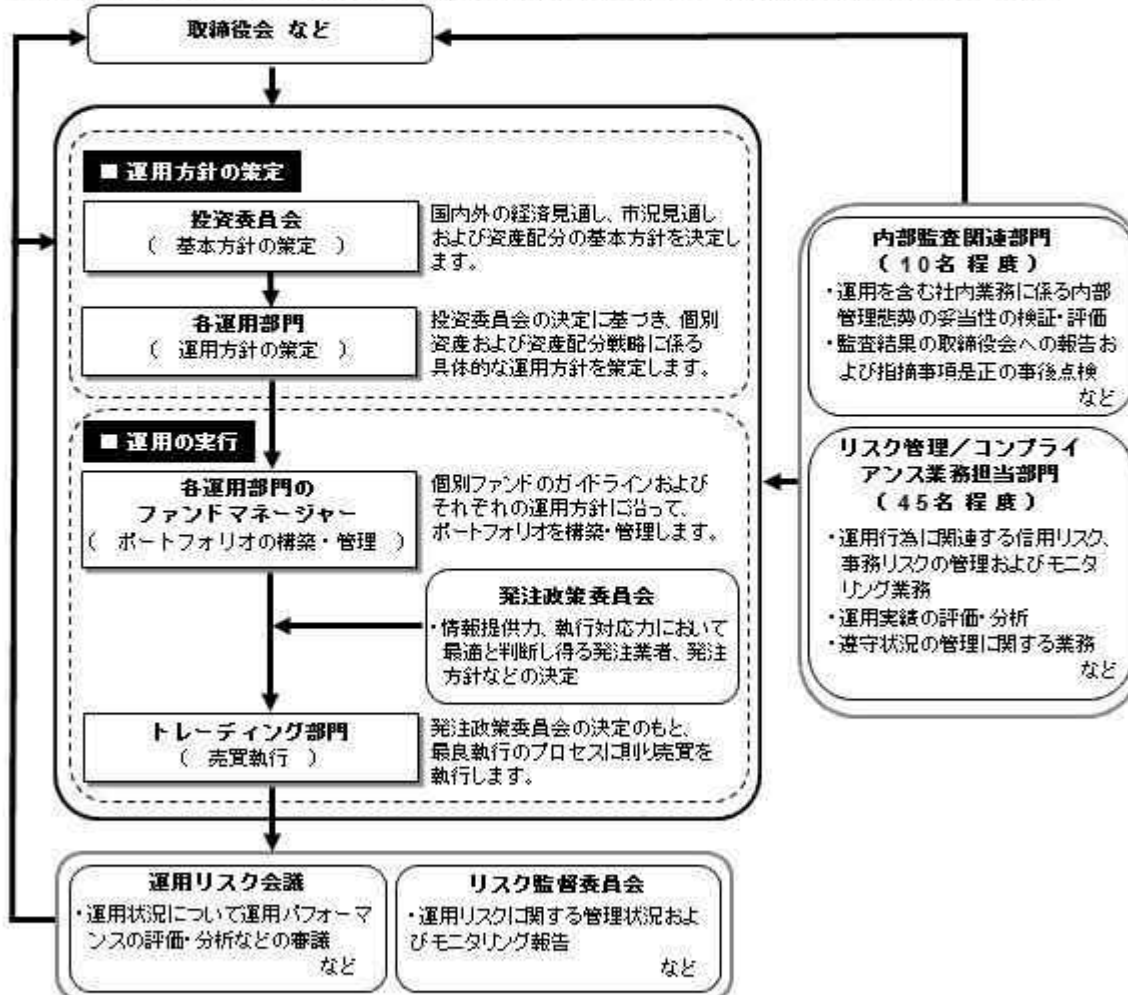 取締役会 など
■ 運用方針の策定
投資委員会
( 基本方針の策定 )
国内外の経済見通し、市況見通し
および資産配分の基本方針を決定し
ます。
各運用部門
( 運用方針の策定 )
投資委員会の決定に基づき、個別
資産および資産配分戦略に係る
具体的な運用方針を策定します。
■ 運用の実行
各運用部門の
ファンドマネージャー
( ポートフォリオの構築・管理 )
個別ファンドのガイドラインおよび
それぞれの運用方針に沿って、
ポートフォリオを構築・管理します。
発注政策委員会
・情報提供力、執行対応力において
最適と判断し得る発注業者、発注
方針などの決定
トレーディング部門
( 売買執行 )
発注政策委員会の決定のもと、
最良執行のプロセスに則り売買を
執行します。
内部監査関連部門
( 10名 程度 )
・運用を含む社内業務に係る内部
管理態勢の妥当性の検証・評価
・監査結果の取締役会への報告お
よび指摘事項是正の事後点検
など
リスク管理/コンプライ
アンス業務担当部門
( 45名 程度 )
・運用行為に関連する信用リスク、
事務リスクの管理およびモニタ
リング業務
・運用実績の評価・分析
・遵守状況の管理に関する業務
など
運用リスク会議
・運用状況について運用パフォーマ
ンスの評価・分析などの審議
など
リスク監督委員会
・運用リスクに関する管理状況およ
びモニタリング報告
など